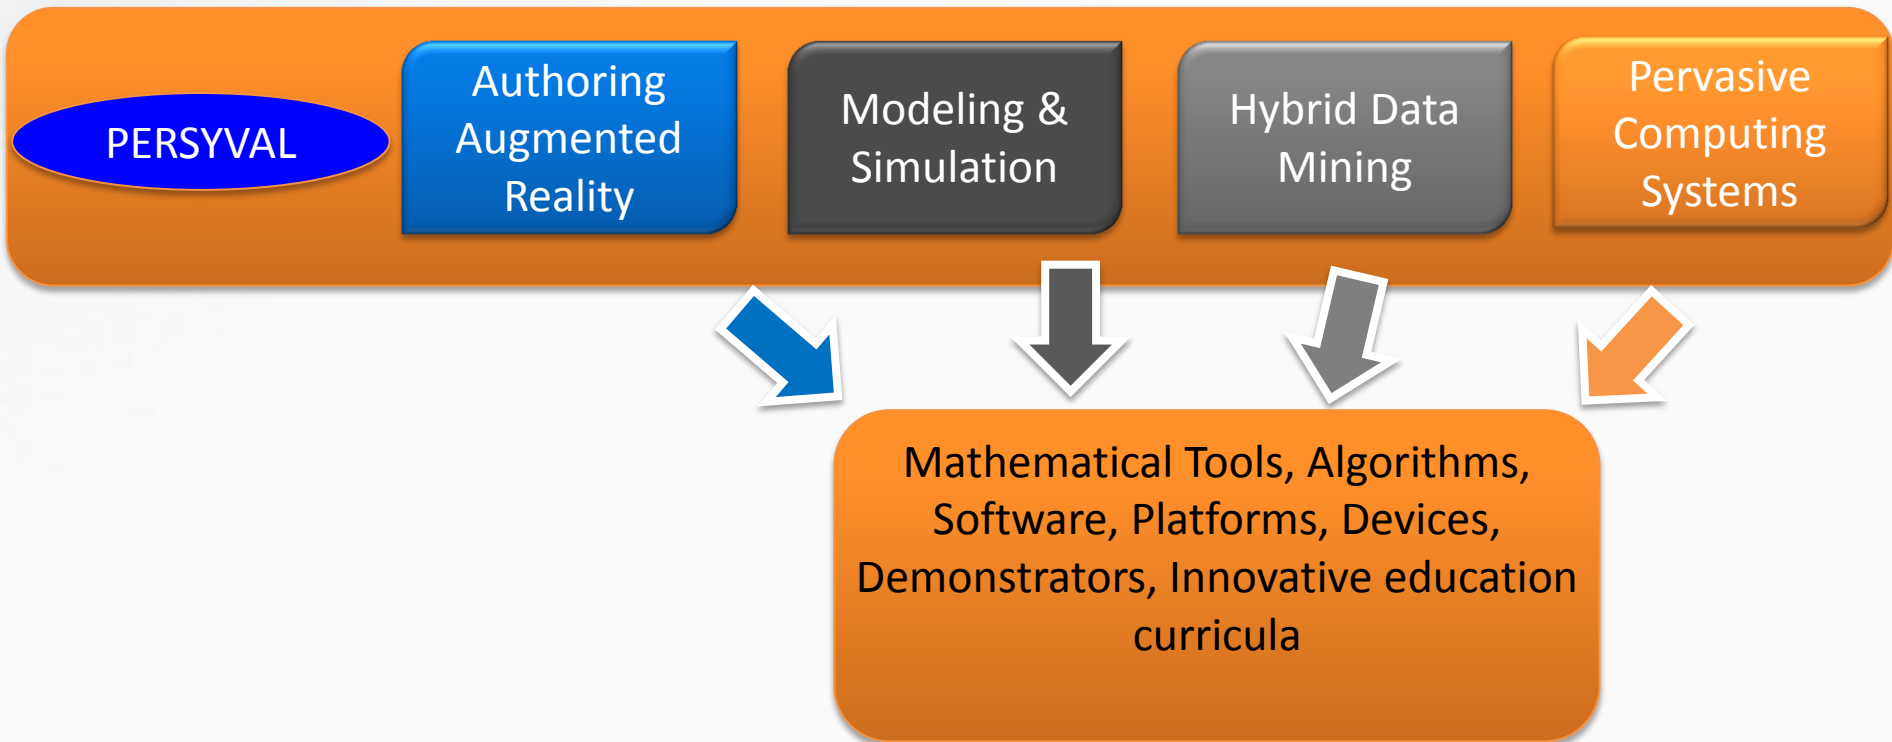 PERSYVAL
Authoring
Augmented
Reality
Modeling &
Simulation
Hybrid Data
Mining
Pervasive
Computing
Systems
Mathematical Tools, Algorithms,
Software, Platforms, Devices,
Demonstrators, Innovative education
curricula